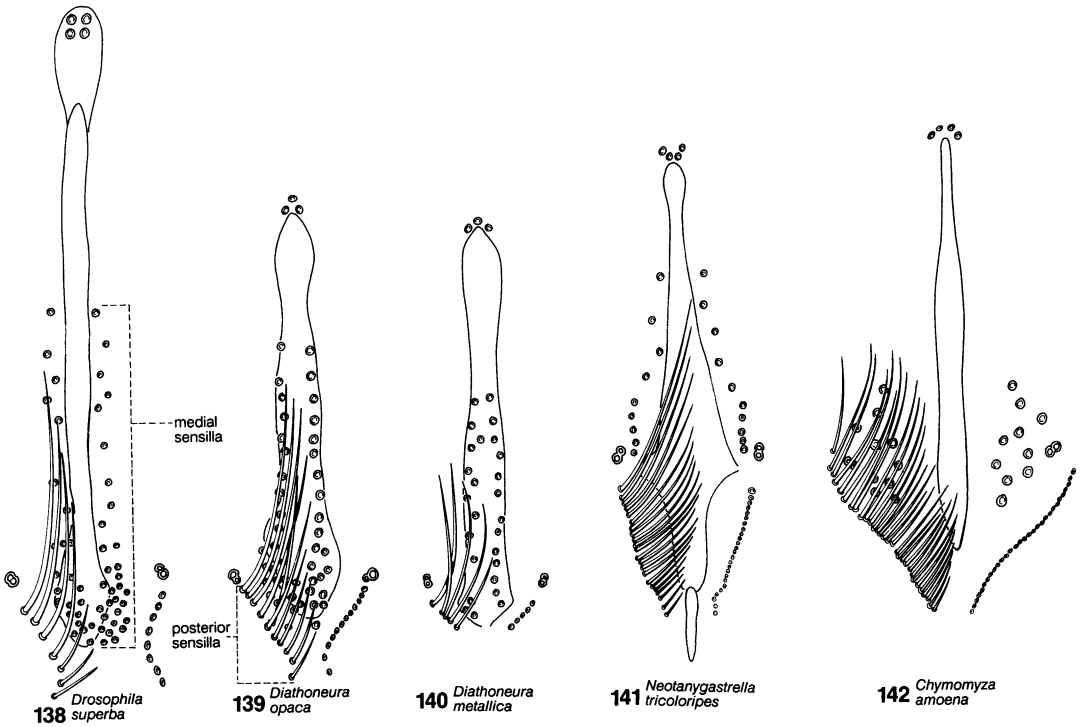 medial
sensilla
posterior
sensilla
138 Drosophila
superba
139 Diathoneura
opaca
140 Diathoneura
metallica
141 Neotanygastrella
tricoloripes
142 Chymomyza
amoena